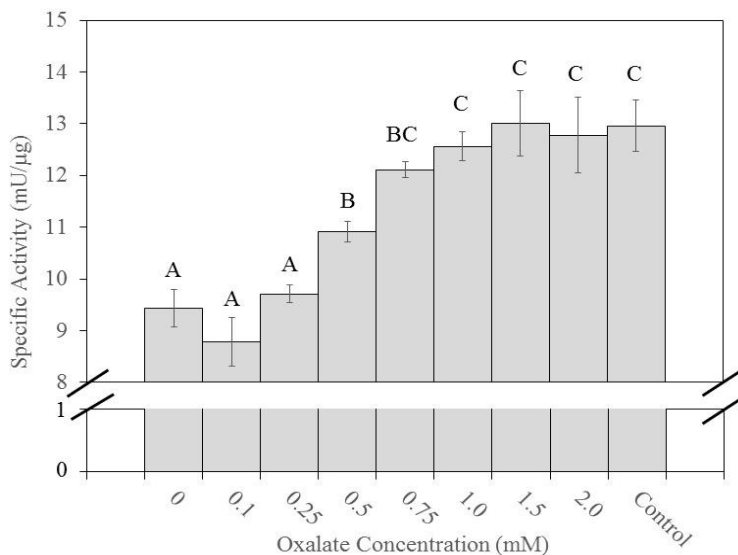 15
14
13
12
11
10
9
8
1
0
Specific Activity (mU/µg)
A
A
A
B
BC
C
C
C
C
0
0.1
0.25
0.5
0.75
1.0
1.5
2.0
Control
Oxalate Concentration (mM)